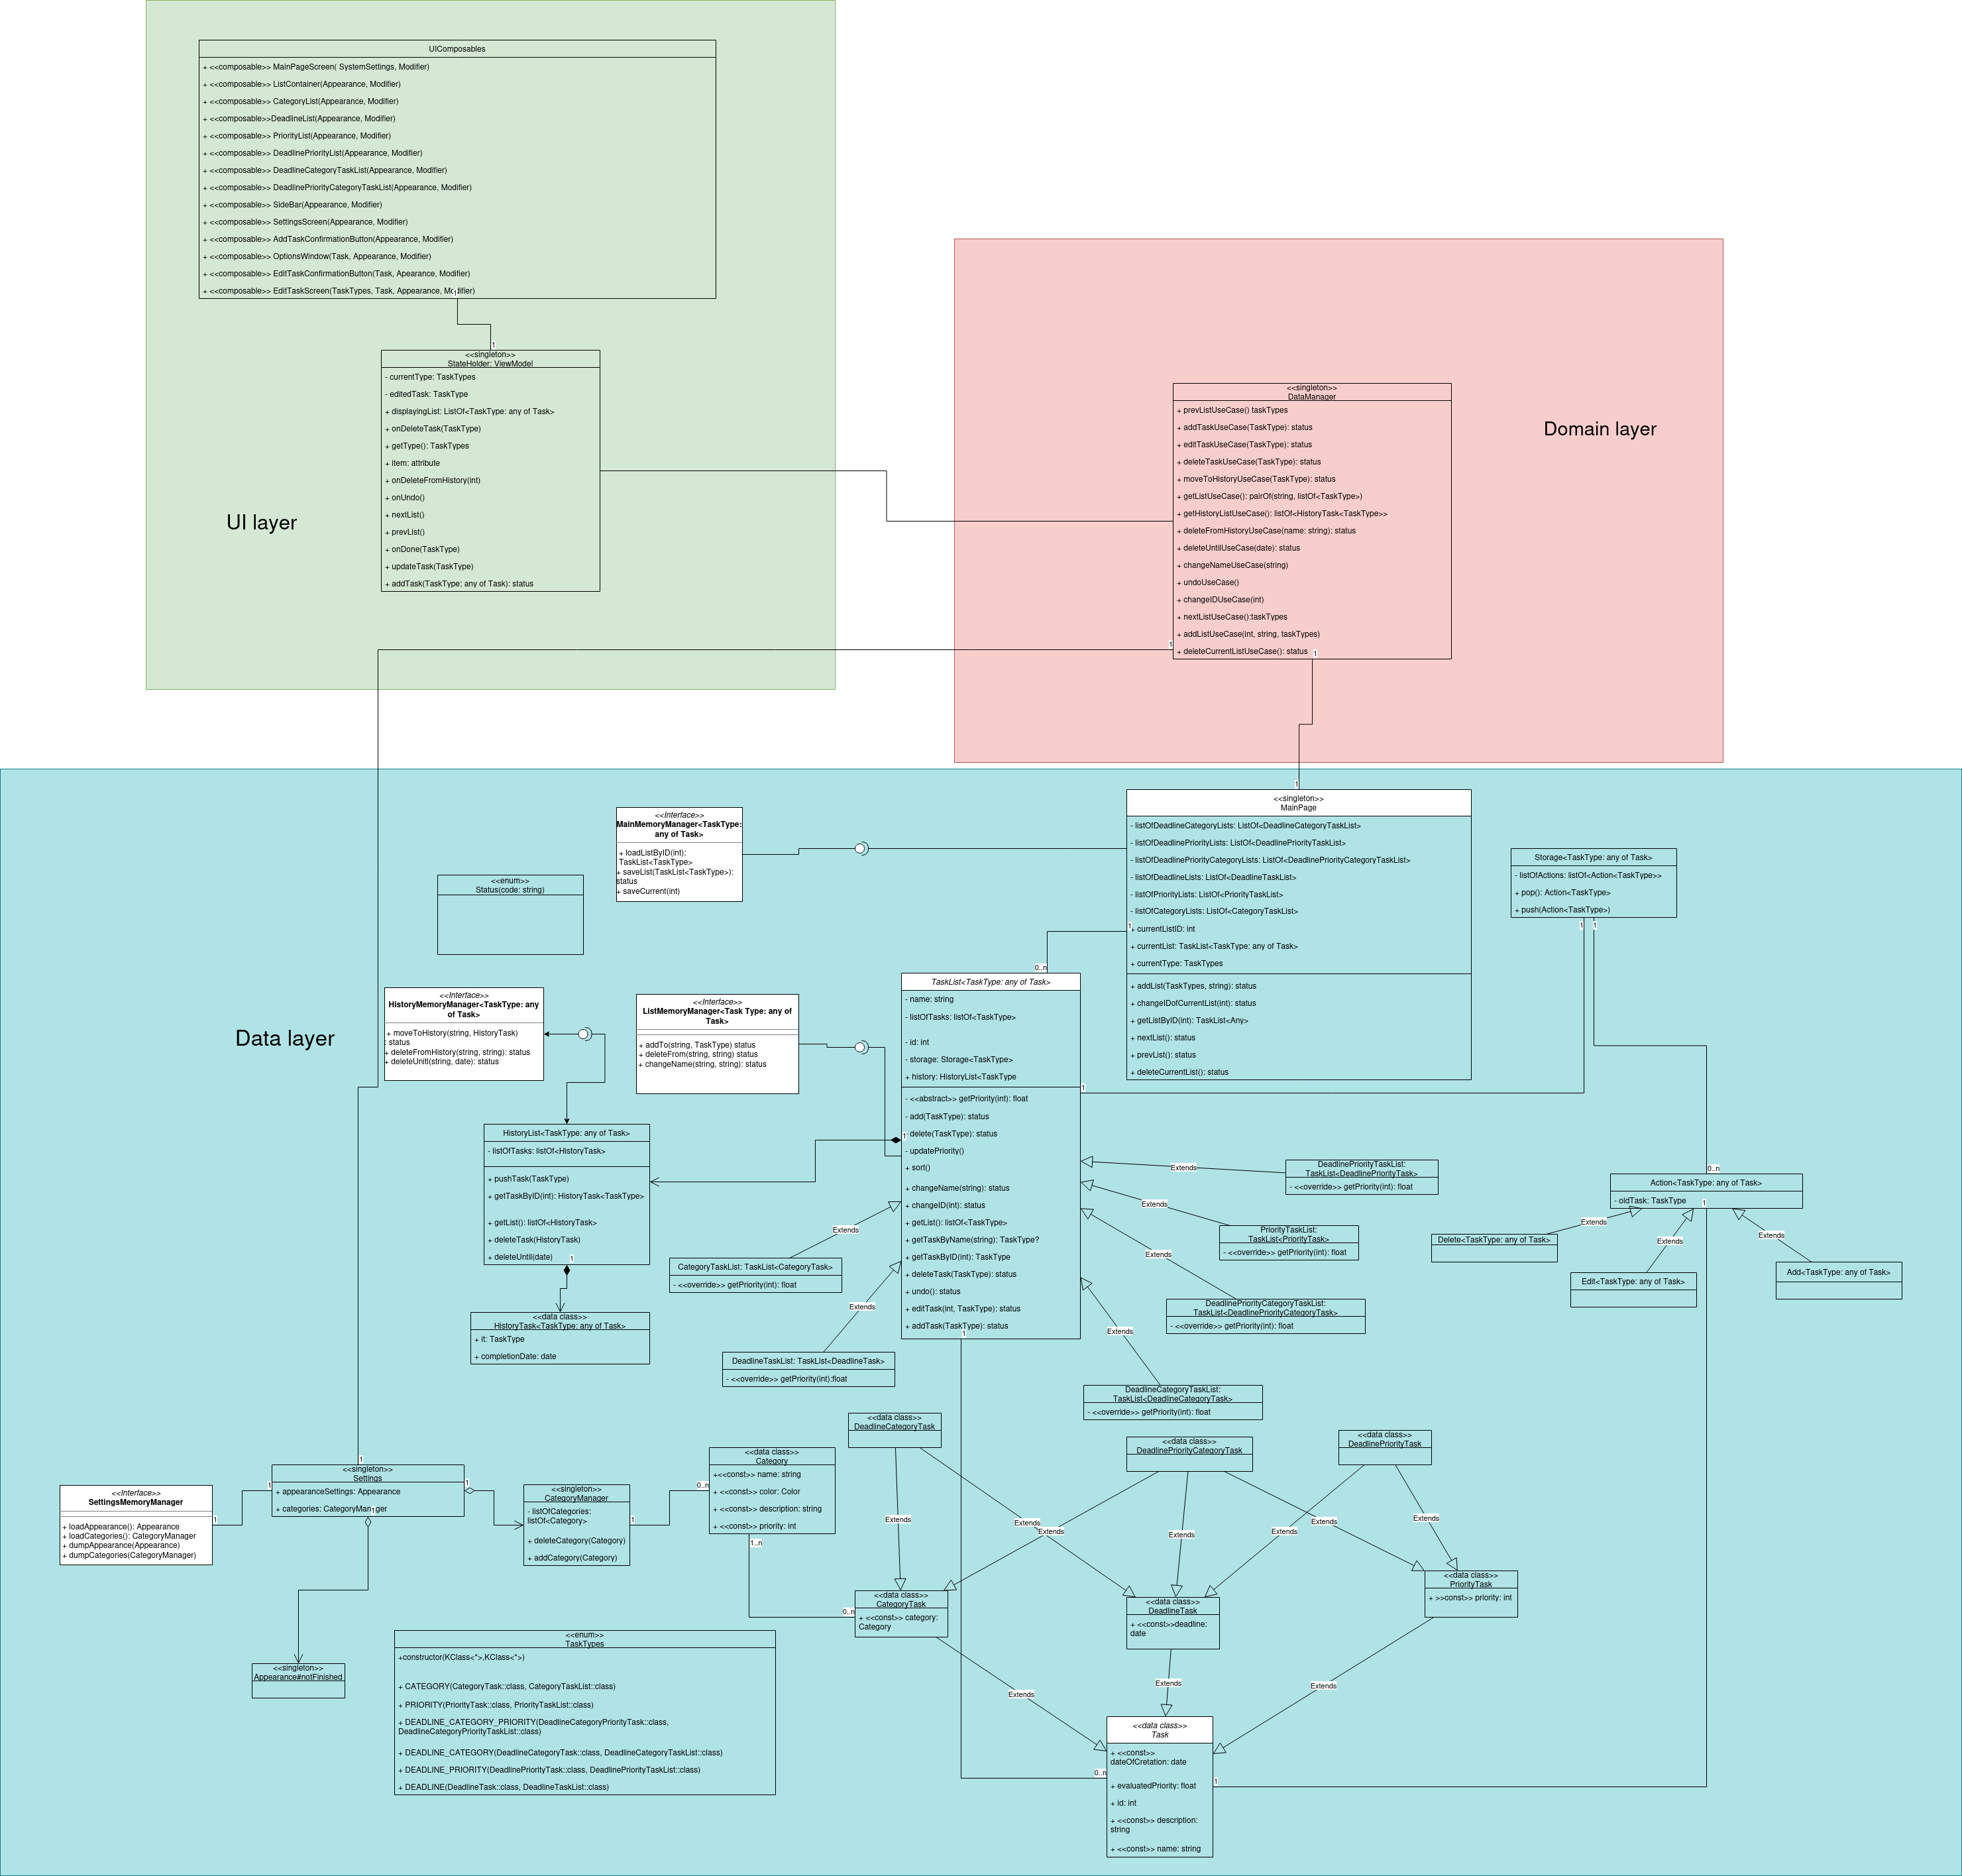 UIComposables
+ <<composable>> MainPageScreen( SystemSettings, Modifier)
+ <<composable>> ListContainer(Appearance, Modifier)
+ <<composable>> CategoryList(Appearance, Modifier)
+ <<composable>>DeadlineList(Appearance, Modifier)
+ <<composable>> PriorityList(Appearance, Modifier)
+ <<composable>> DeadlinePriorityList(Appearance, Modifier)
+ <<composable>> DeadlineCategoryTaskList(Appearance, Modifier)
+ <<composable>> DeadlinePriorityCategoryTaskList(Appearance, Modifier)
+ <<composable>> SideBar(Appearance, Modifier)
+ <<composable>> SettingsScreen(Appearance, Modifier)
+ <<composable>> AddTaskConfirmationButton(Appearance, Modifier)
+ <<composable>> OptionsWindow(Task, Appearance, Modifier)
+ <<composable>> EditTaskConfirmationButton(Task, Apearance, Modifier)
+ <<composable>> EditTaskScreen(TaskTypes, Task, Appearance, Modifier)
1
1
<<singleton>>
StateHolder: ViewModel
- currentType: TaskTypes
- editedTask: TaskType
+ displayingList: ListOf<TaskType: any of Task>
+ onDeleteTask(TaskType)
+ getType(): TaskTypes
+ item: attribute
+ onDeleteFromHistory(int)
+ onUndo()
+ nextList()
+ prevList()
+ onDone(TaskType)
+ updateTask(TaskType)
+ addTask(TaskType: any of Task): status
UI layer
<<singleton>>
DataManager
+ prevListUseCase() taskTypes
+ addTaskUseCase(TaskType): status
+ editTaskUseCase(TaskType): status
+ deleteTaskUseCase(TaskType): status
+ moveToHistoryUseCase(TaskType): status
+ getListUseCase(): pairOf(string, listOf<TaskType>)
+ getHistoryListUseCase(): listOf<HistoryTask<TaskType>>
+ deleteFromHistoryUseCase(name: string): status
+ deleteUntilUseCase(date): status
+ changeNameUseCase(string)
+ undoUseCase()
+ changeIDUseCase(int)
+ nextListUseCase():taskTypes
+ addListUseCase(int, string, taskTypes)
+ deleteCurrentListUseCase(): status
1
1
Domain layer
1
<<singleton>>
MainPage
- listOfDeadlineCategoryLists: ListOf<DeadlineCategoryTaskList>
- listOfDeadlinePriorityLists: ListOf<DeadlinePriorityTaskList>
- listOfDeadlinePriorityCategoryLists: ListOf<DeadlinePriorityCategoryTaskList>
- listOfDeadlineLists: ListOf<DeadlineTaskList>
- listOfPriorityLists: ListOf<PriorityTaskList>
- listOfCategoryLists: ListOf<CategoryTaskList>
+ currentListID: int
+ currentList: TaskList<TaskType: any of Task>
+ currentType: TaskTypes
+ addList(TaskTypes, string): status
+ changeIDofCurrentList(int): status
+ getListByID(int): TaskList<Any>
+ nextList(): status
+ prevList(): status
+ deleteCurrentList(): status
1
0..n
<<Interface>>
MainMemoryManager<TaskType:
any of Task>
+ loadListByID(int):
TaskList<TaskType>
+ saveList(TaskList<TaskType>):
status
+ saveCurrent(int)
<<enum>>
Status(code: string)
Storage<TaskType: any of Task>
- listOfActions: listOf<Action<TaskType>>
+ pop(): Action<TaskType>
+ push(Action<TaskType>)
1
1
Data layer
<<Interface>>
HistoryMemoryManager<TaskType: any
of Task>
+ moveToHistory(string, HistoryTask)
: status
+ deleteFromHistory(string, string): status
+ deleteUnitl(string, date): status
<<Interface>>
ListMemoryManager<Task Type: any of
Task>
+ addTo(string, TaskType) status
+ deleteFrom(string, string) status
+ changeName(string, string): status
TaskList<TaskType: any of Task>
- name: string
- listOfTasks: listOf<TaskType>
- id: int
- storage: Storage<TaskType>
+ history: HistoryList<TaskType
- <<abstract>> getPriority(int): float
- add(TaskType): status
delete(TaskType): status
- updatePriority()
+ sort()
+ changeName(string): status
+ changeID(int): status
+ getList(): listOf<TaskType>
+ getTaskByName(string): TaskType?
+ getTaskByID(int): TaskType
+ deleteTask(TaskType): status
+ undo(): status
+ editTask(int, TaskType): status
+ addTask(TaskType): status
1
1
1
HistoryList<TaskType: any of Task>
- listOfTasks: listOf<HistoryTask>
+ pushTask(TaskType)
+ getTaskByID(int): HistoryTask<TaskType>
+ getList(): listOf<HistoryTask>
+ deleteTask(HistoryTask)
+ deleteUntil(date)
1
<<data class>>
HistoryTask<TaskType: any of Task>
+ it: TaskType
+ completionDate: date
Extends
CategoryTaskList: TaskList<CategoryTask>
- <<override>> getPriority(int): float
Extends
DeadlineTaskList: TaskList<DeadlineTask>
- <<override>> getPriority(int):float
Extends
DeadlinePriorityTaskList:
TaskList<DeadlinePriorityTask>
- <<override>> getPriority(int): float
Extends
PriorityTaskList:
TaskList<PriorityTask>
- <<override>> getPriority(int): float
Extends
DeadlinePriorityCategoryTaskList:
TaskList<DeadlinePriorityCategoryTask>
- <<override>> getPriority(int): float
Extends
DeadlineCategoryTaskList:
TaskList<DeadlineCategoryTask>
- <<override>> getPriority(int): float
0..n
Action<TaskType: any of Task>
- oldTask: TaskType
1
Extends
Extends
Extends
Delete<TaskType: any of Task>
Edit<TaskType: any of Task>
Add<TaskType: any of Task>
1
<<singleton>>
Settings
+ appearanceSettings: Appearance
+ categories: CategoryManager
1
1
1
<<Interface>>
SettingsMemoryManager
+ loadAppearance(): Appearance
+ loadCategories(): CategoryManager
+ dumpAppearance(Appearance)
+ dumpCategories(CategoryManager)
1
<<singleton>>
CategoryManager
- listOfCategories:
listOf<Category>
+ deleteCategory(Category)
+ addCategory(Category)
1
0..n
<<data class>>
Category
+<<const>> name: string
+ <<const>> color: Color
+ <<const>> description: string
+ <<const>> priority: int
1..n
0..n
<<data class>>
DeadlineCategoryTask
<<data class>>
DeadlinePriorityCategoryTask
<<data class>>
DeadlinePriorityTask
Extends
Extends
Extends
Extends
Extends
Extends
Extends
<<data class>>
CategoryTask
+ <<const>> category:
Category
<<data class>>
DeadlineTask
+ <<const>>deadline:
date
<<data class>>
PriorityTask
+ >>const>> priority: int
Extends
Extends
Extends
<<singleton>>
Appearance#notFinished
<<enum>>
TaskTypes
+constructor(KClass<*>,KClass<*>)
+ CATEGORY(CategoryTask::class, CategoryTaskList::class)
+ PRIORITY(PriorityTask::class, PriorityTaskList::class)
+ DEADLINE_CATEGORY_PRIORITY(DeadlineCategoryPriorityTask::class,
DeadlineCategoryPriorityTaskList::class)
+ DEADLINE_CATEGORY(DeadlineCategoryTask::class, DeadlineCategoryTaskList::class)
+ DEADLINE_PRIORITY(DeadlinePriorityTask::class, DeadlinePriorityTaskList::class)
+ DEADLINE(DeadlineTask::class, DeadlineTaskList::class)
<<data class>>
Task
+ <<const>>
dateOfCretation: date
+ evaluatedPriority: float
+ id: int
+ <<const>> description:
string
+ <<const>> name: string
0..n
1